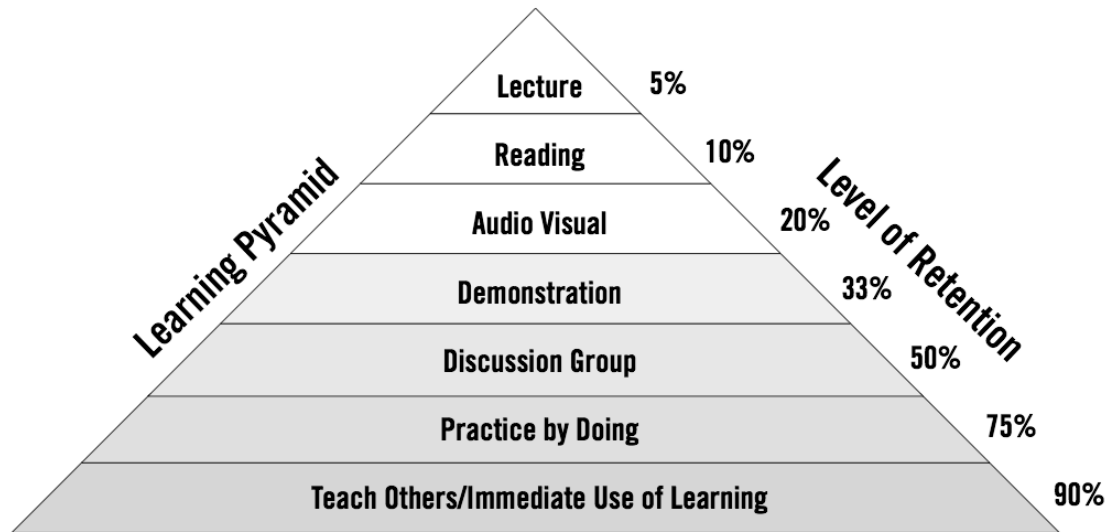 Learning Pyramid
Level of Retention
Lecture 5%
Reading 10%
Audio Visual 20%
Demonstration 33%
Discussion Group 50%
Practice by Doing 75%
Teach Others/Immediate Use of Learning 90%